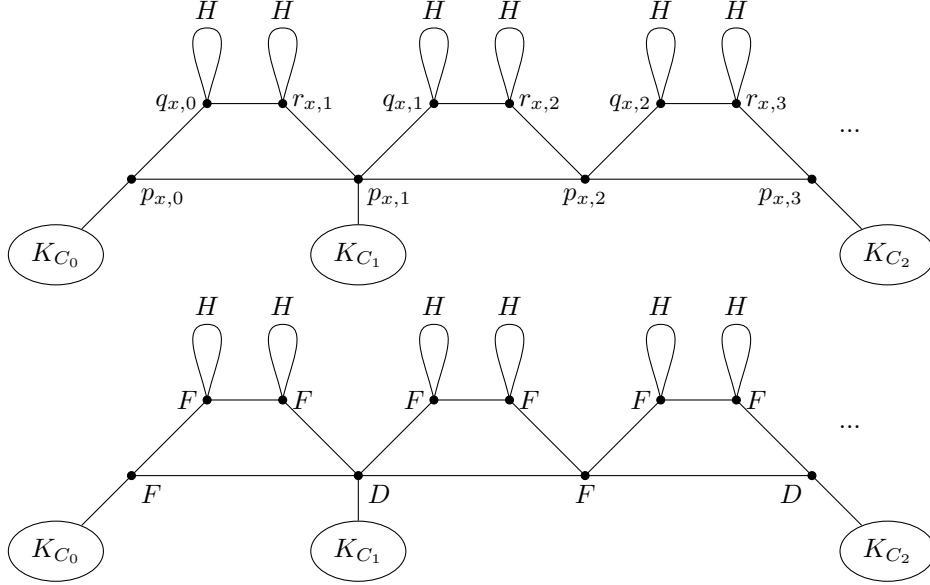 H H H H H H
q_{x,0} r_{x,1} q_{x,1} r_{x,2} q_{x,2} r_{x,3}
...
p_{x,0} p_{x,1} p_{x,2} p_{x,3}
K_{C_0} K_{C_1} K_{C_2}
H H H H H H
F F F F F F
...
F D F D
K_{C_0} K_{C_1} K_{C_2}